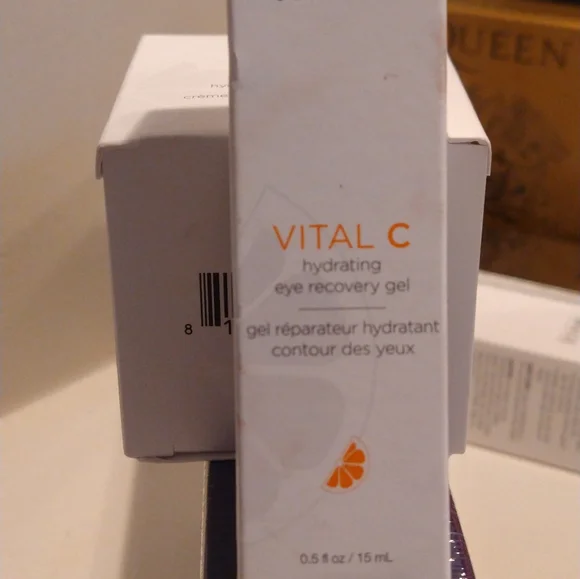 QUEEN
crème
VITAL C
hydrating
eye recovery gel
gel réparateur hydratant
contour des yeux
8
1
0.5 fl oz / 15 mL